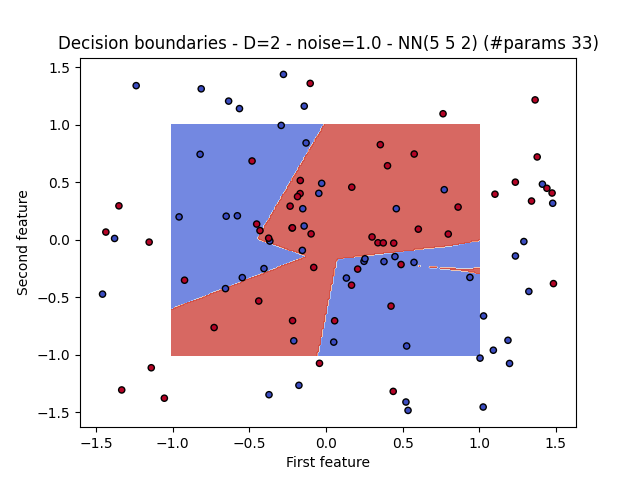 Decision boundaries - D=2 - noise=1.0 - NN(5 5 2) (#params 33)
1.5
1.0
0.5
0.0
−0.5
−1.0
−1.5
Second feature
−1.5 −1.0 −0.5 0.0 0.5 1.0 1.5
First feature